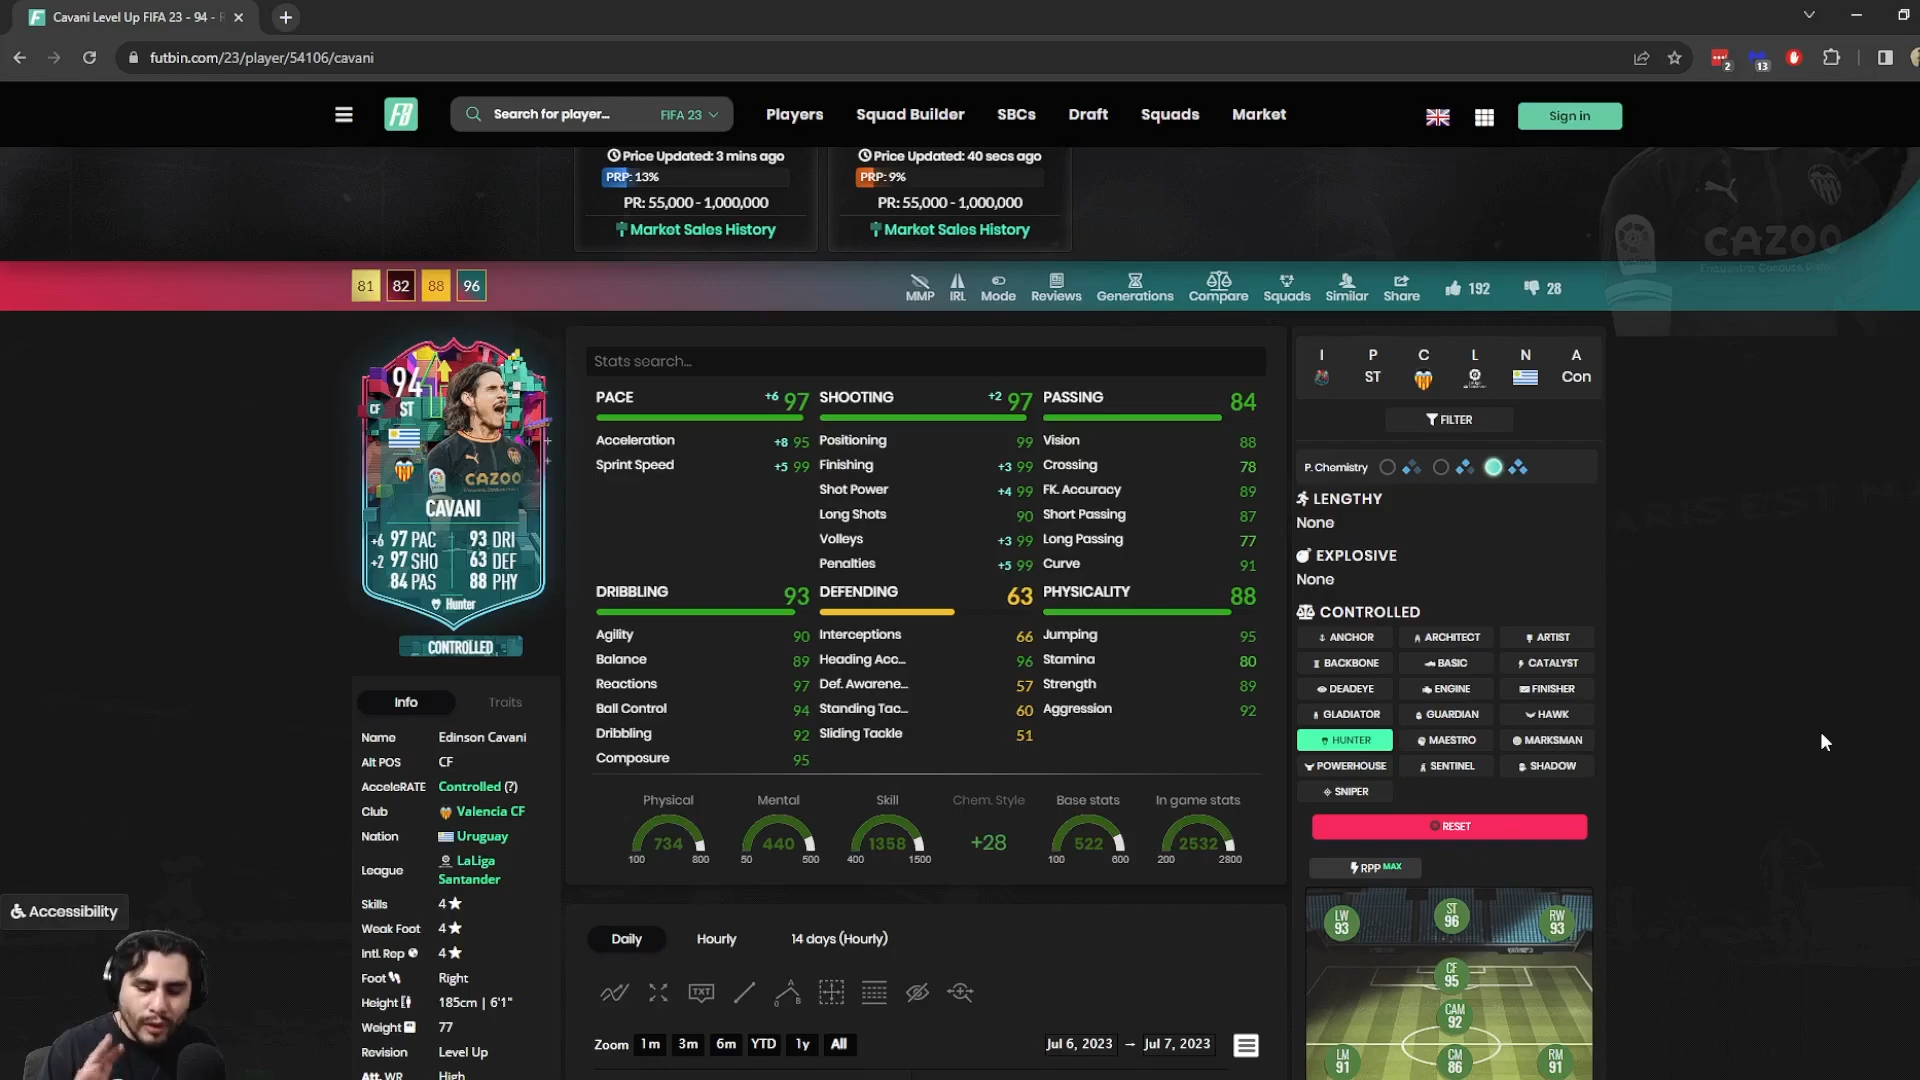 Cavani Level Up FIFA 23 - 94 -
futbin.com/23/player/54106/cavani
2
13
Search for player...
FIFA 23
Players
Squad Builder
SBCs
Draft
Squads
Market
Sign in
Price Updated: 3 mins ago
PRP: 13%
PR: 55,000 - 1,000,000
Market Sales History
Price Updated: 40 secs ago
PRP: 9%
PR: 55,000 - 1,000,000
Market Sales History
CAZOO
81
82
88
96
MMP
IRL
Mode
Reviews
Generations
Compare
Squads
Similar
Share
192
28
94
CF
ST
CAZOO
CAVANI
+6 97 PAC 93 DRI
+2 97 SHO 63 DEF
84 PAS 88 PHY
Hunter
CONTROLLED
Info
Traits
Name Edinson Cavani
Alt POS CF
AcceleRATE Controlled (?)
Club Valencia CF
Nation Uruguay
League LaLiga Santander
Skills 4
Weak Foot 4
Intl. Rep 4
Foot Right
Height 185cm | 6'1"
Weight 77
Revision Level Up
Att. WR High
Stats search...
PACE +6 97
Acceleration +8 95
Sprint Speed +5 99
SHOOTING +2 97
Positioning 99
Finishing +3 99
Shot Power +4 99
Long Shots 90
Volleys +3 99
Penalties +5 99
PASSING 84
Vision 88
Crossing 78
FK. Accuracy 89
Short Passing 87
Long Passing 77
Curve 91
DRIBBLING 93
Agility 90
Balance 89
Reactions 97
Ball Control 94
Dribbling 92
Composure 95
DEFENDING 63
Interceptions 66
Heading Acc... 96
Def. Awarene... 57
Standing Tac... 60
Sliding Tackle 51
PHYSICALITY 88
Jumping 95
Stamina 80
Strength 89
Aggression 92
Physical
734
100 800
Mental
440
50 500
Skill
1358
400 1500
Chem. Style
+28
Base stats
522
100 600
In game stats
2532
200 2800
Daily
Hourly
14 days (Hourly)
TXT
Zoom 1m 3m 6m YTD 1y All
Jul 6, 2023 → Jul 7, 2023
I P C L N A
ST
Con
FILTER
P. Chemistry
LENGTHY
None
EXPLOSIVE
None
CONTROLLED
ANCHOR ARCHITECT ARTIST
BACKBONE BASIC CATALYST
DEADEYE ENGINE FINISHER
GLADIATOR GUARDIAN HAWK
HUNTER MAESTRO MARKSMAN
POWERHOUSE SENTINEL SHADOW
SNIPER
RESET
RPP MAX
LW 93
ST 96
RW 93
CF 95
CAM 92
LM 91
CM 86
RM 91
Accessibility